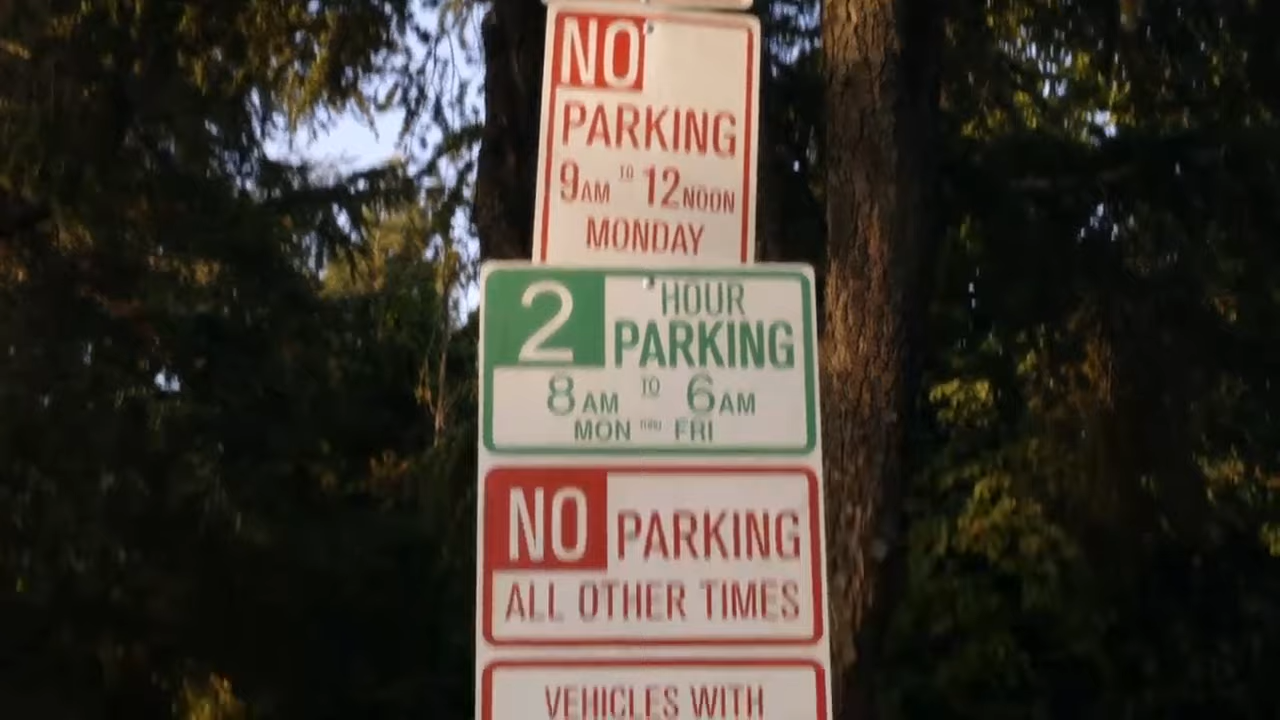 NO
PARKING
9AM TO 12NOON
MONDAY
2 HOUR
PARKING
8AM TO 6AM
MON THRU FRI
NO PARKING
ALL OTHER TIMES
VEHICLES WITH